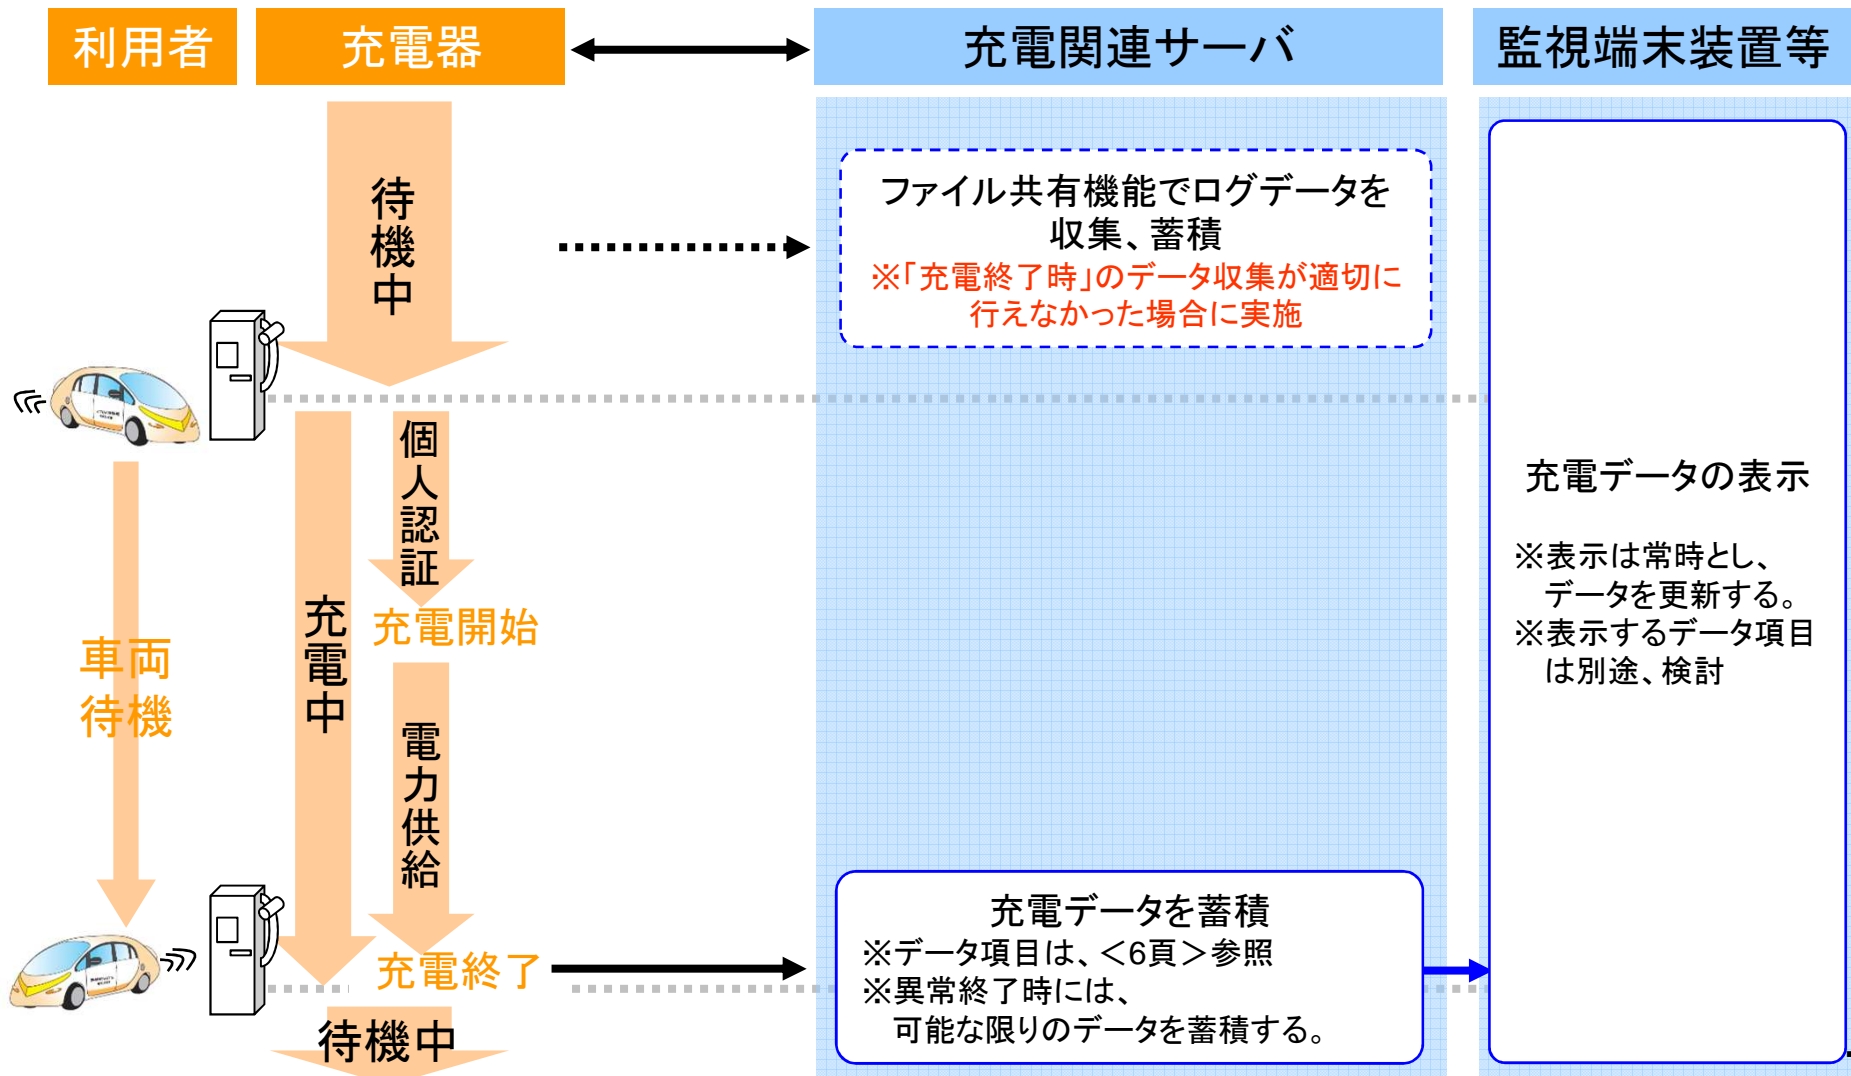 利用者
充電器
充電関連サーバ
監視端末装置等
待機中
ファイル共有機能でログデータを
収集、蓄積
※「充電終了時」のデータ収集が適切に
行えなかった場合に実施
個人認証
充電開始
充電中
車両
待機
電力供給
充電終了
待機中
充電データを蓄積
※データ項目は、＜6頁＞参照
※異常終了時には、
可能な限りのデータを蓄積する。
充電データの表示
※表示は常時とし、
データを更新する。
※表示するデータ項目
は別途、検討